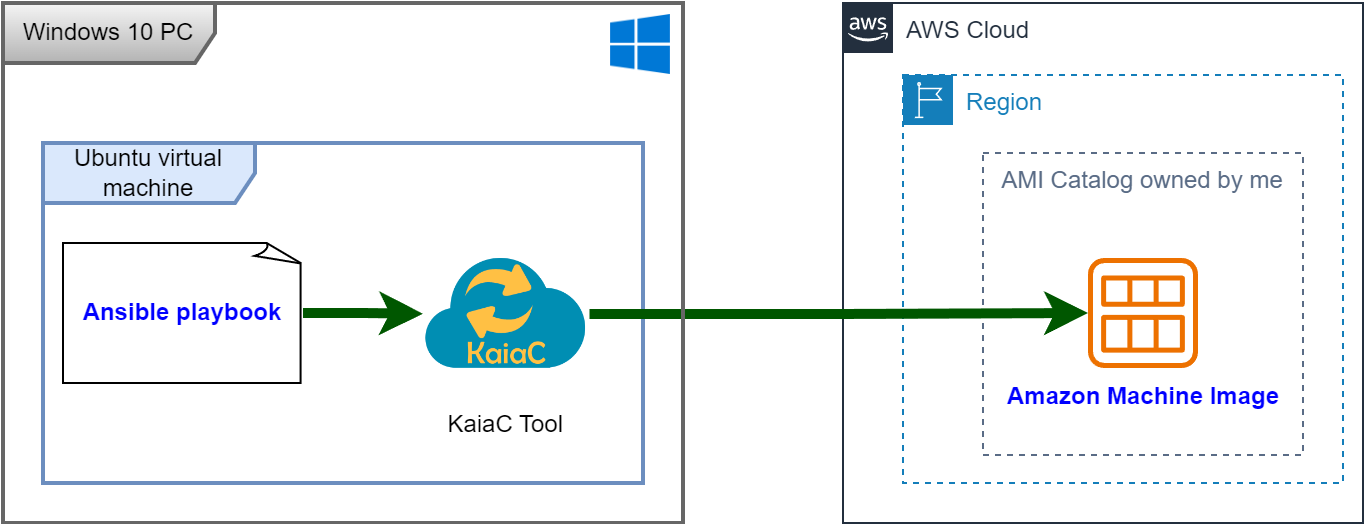 Windows 10 PC
aws
AWS Cloud
Region
Ubuntu virtual
machine
AMI Catalog owned by me
Ansible playbook
KaiaC
Amazon Machine Image
KaiaC Tool